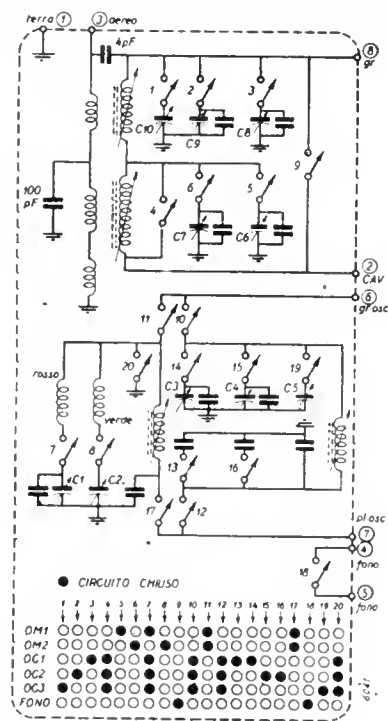 terra ① ③ aereo
4pF
⑧
gr
1 2 3
C10 C9 C8
9
100
pF
6 5
4
C7 C6
②
CAV
⑥
gr.osc
11 10
rosso
20 14 15 19
C3 C4 C5
verde
7 8
13 16
C1 C2
17 12
pl.osc
⑦
④
fono
18
⑤
fono
● CIRCUITO CHIUSO
1 2 3 4 5 6 7 8 9 10 11 12 13 14 15 16 17 18 19 20
OM1
OM2
OC1
OC2
OC3
FONO